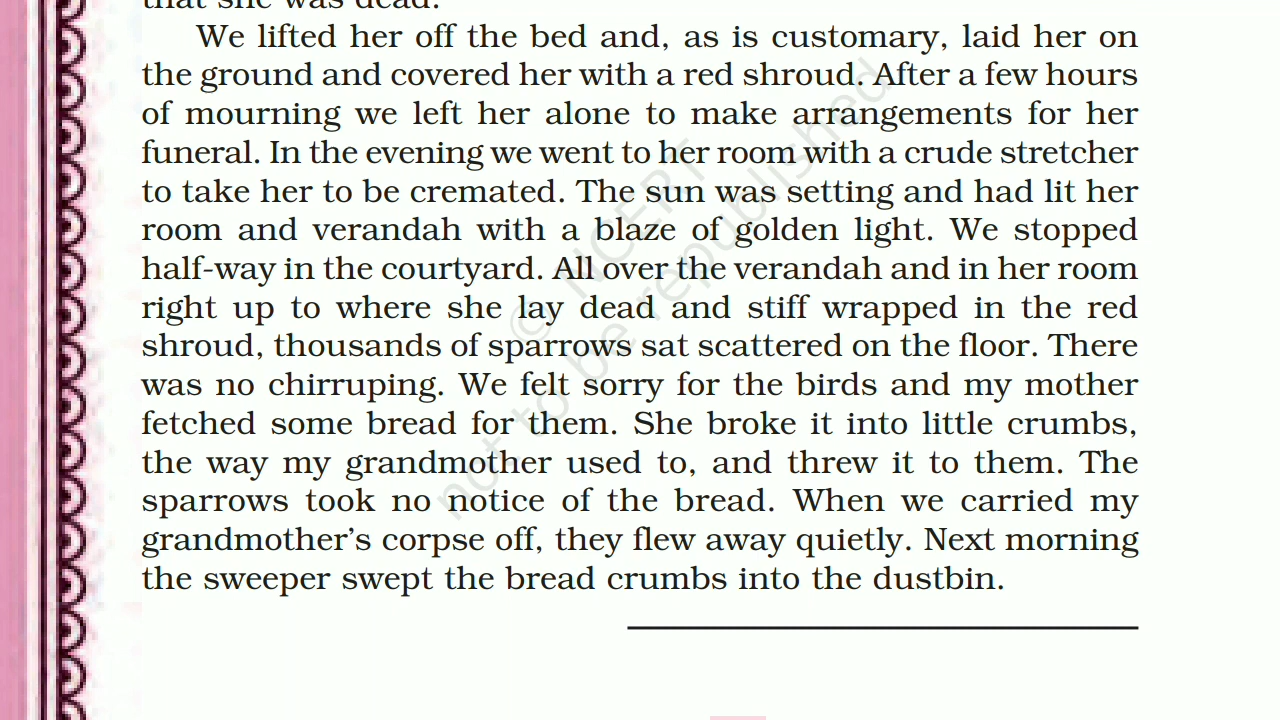 that she was dead.
We lifted her off the bed and, as is customary, laid her on
the ground and covered her with a red shroud. After a few hours
of mourning we left her alone to make arrangements for her
funeral. In the evening we went to her room with a crude stretcher
to take her to be cremated. The sun was setting and had lit her
room and verandah with a blaze of golden light. We stopped
half-way in the courtyard. All over the verandah and in her room
right up to where she lay dead and stiff wrapped in the red
shroud, thousands of sparrows sat scattered on the floor. There
was no chirruping. We felt sorry for the birds and my mother
fetched some bread for them. She broke it into little crumbs,
the way my grandmother used to, and threw it to them. The
sparrows took no notice of the bread. When we carried my
grandmother’s corpse off, they flew away quietly. Next morning
the sweeper swept the bread crumbs into the dustbin.
© NCERT
not to be republished